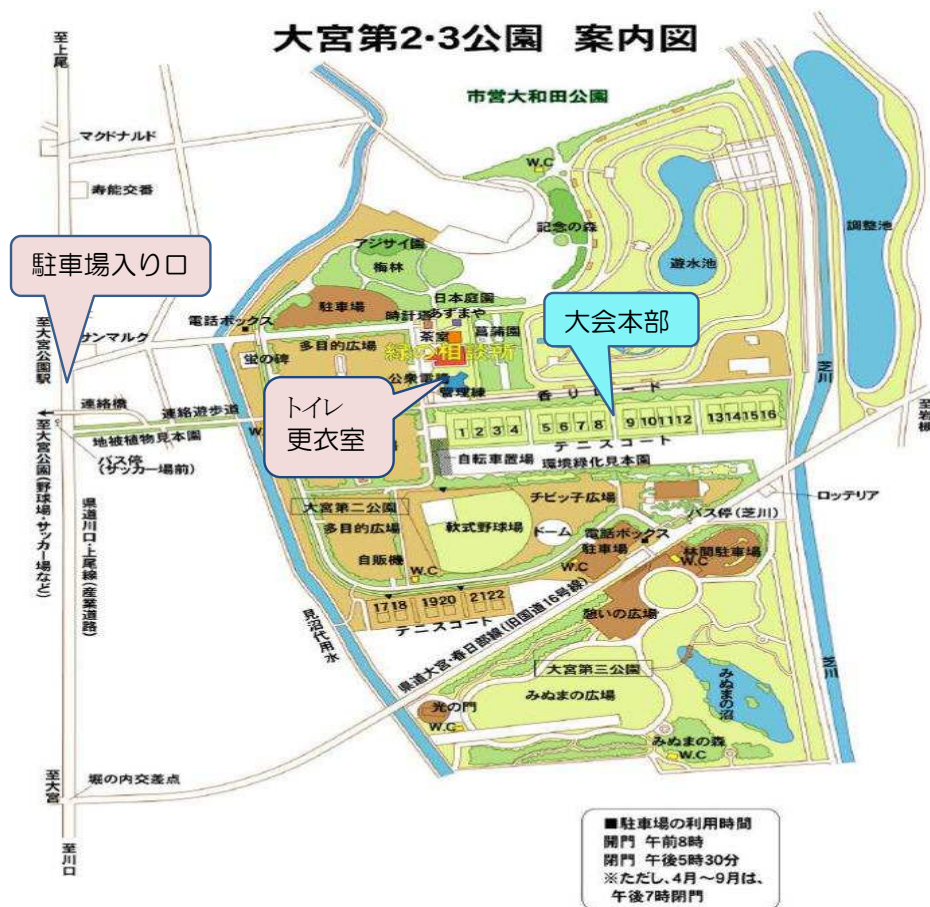 大宮第2・3公園 案内図
至上尾
市営大和田公園
マクドナルド
W.C
寿能交番
記念の森
調整池
アジサイ園
駐車場入り口
梅林
遊水池
駐車場
日本庭園
時計塔
あずまや
大会本部
電話ボックス
至大宮公園駅
サンマルク
茶室
菖蒲園
多目的広場
緑の相談所
蛍の碑
公衆電話
管理棟
香りロード
芝川
トイレ
更衣室
至岩槻
連絡橋
連絡遊歩道
地被植物見本園
1 2 3 4
5 6 7 8
9 10 11 12
13 14 15 16
テニスコート
バス停
(サッカー場前)
自転車置場
環境緑化見本園
至大宮公園(野球場・サッカー場など)
県道川口・上尾線(産業道路)
チビッ子広場
ロッテリア
大宮第二公園
バス停(芝川)
多目的広場
軟式野球場
ドーム
電話ボックス
駐車場
林間駐車場
自販機
W.C
W.C
W.C
17 18
19 20
21 22
憩いの広場
テニスコート
見沼代用水
県道大宮・春日部線(旧国道16号線)
大宮第三公園
芝川
みぬまの広場
みぬまの沼
光の門
W.C
みぬまの森
W.C
至大宮
堀の内交差点
至川口
■駐車場の利用時間
開門 午前8時
閉門 午後5時30分
※ただし、4月～9月は、
午後7時閉門